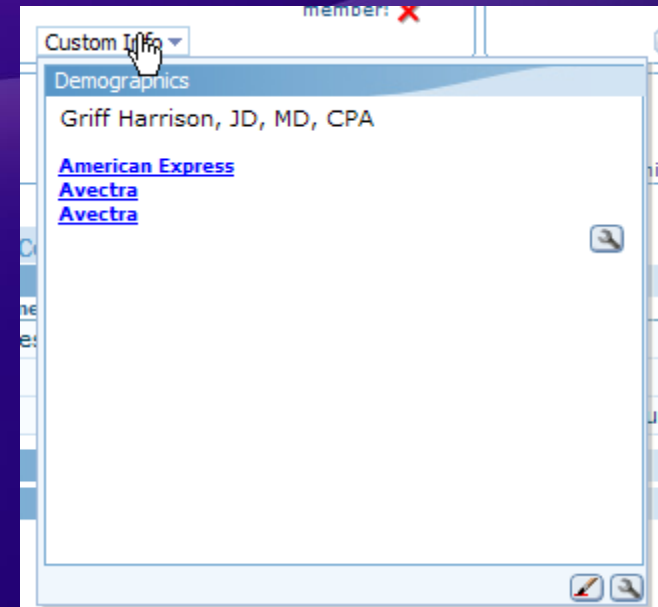 member:
Custom Info
Demographics
Griff Harrison, JD, MD, CPA
American Express
Avectra
Avectra